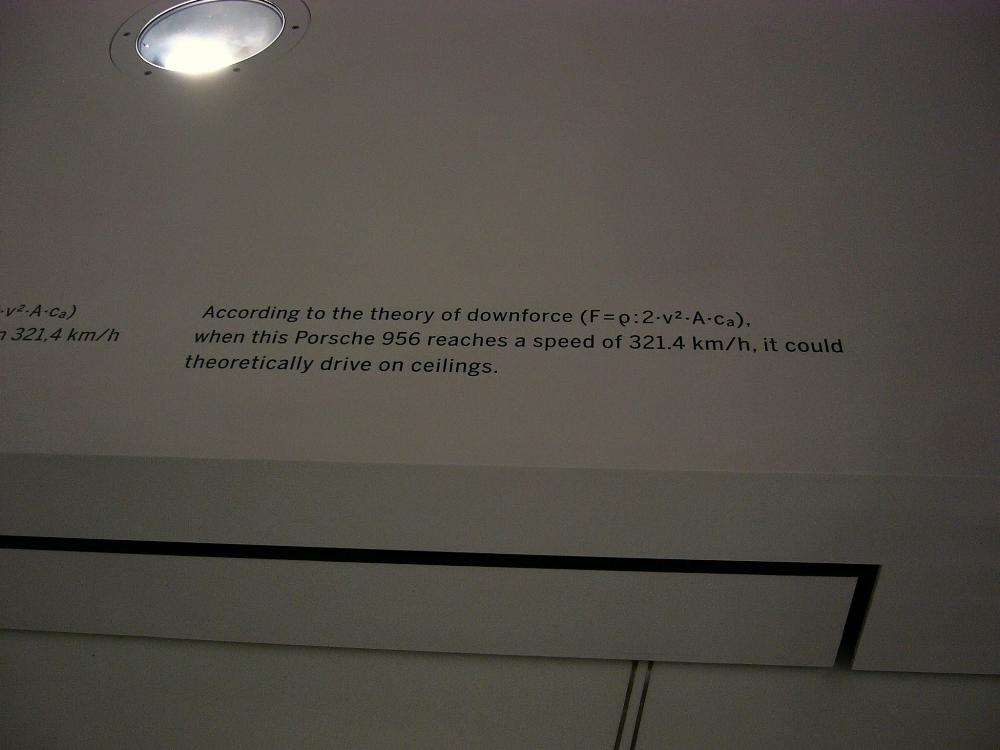 ·v²·A·cₐ)
321,4 km/h
According to the theory of downforce (F=ϱ:2·v²·A·cₐ),
when this Porsche 956 reaches a speed of 321.4 km/h, it could
theoretically drive on ceilings.